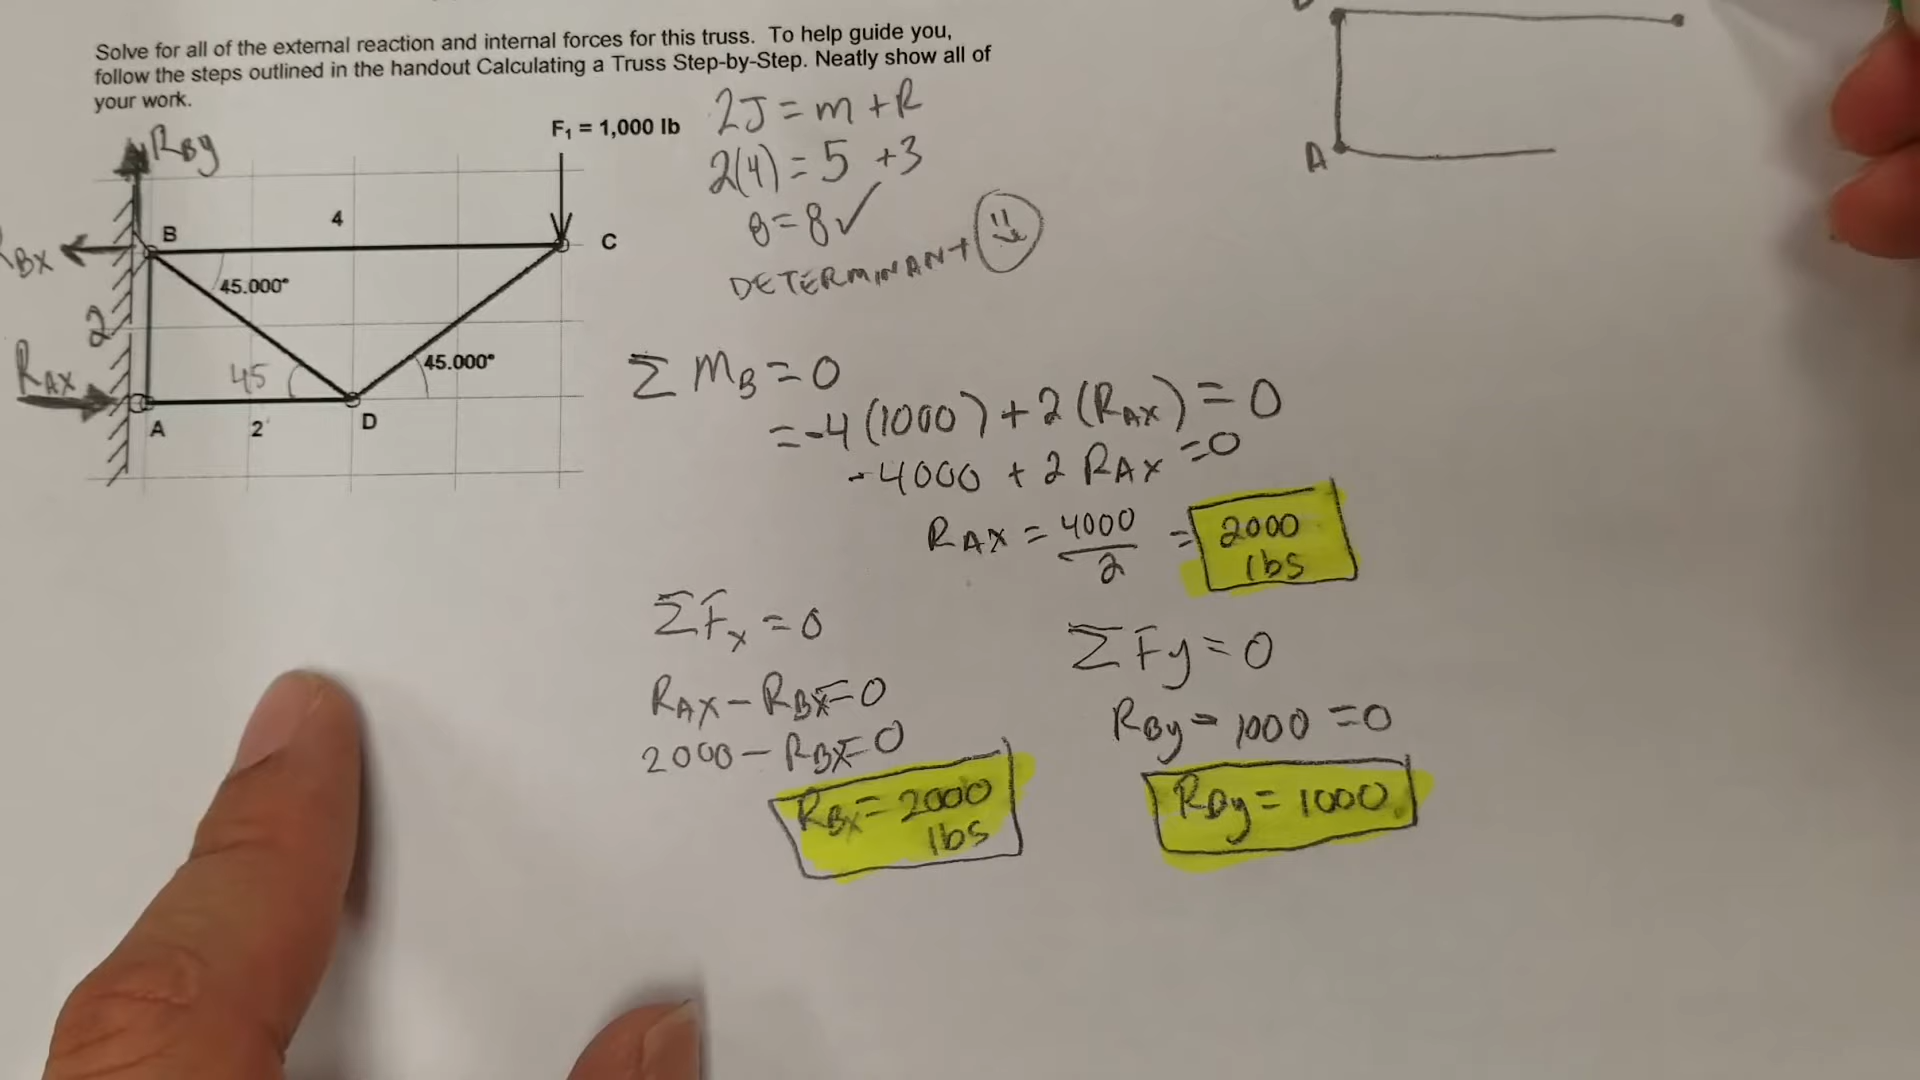 Solve for all of the external reaction and internal forces for this truss. To help guide you,
follow the steps outlined in the handout Calculating a Truss Step-by-Step. Neatly show all of
your work.
RBy
F1 = 1,000 lb
B
4
C
BX
45.000°
2
RAX
45
45.000°
A
2'
D
2J = m + R
2(4) = 5 + 3
8 = 8 ✓
DETERMINANT
ΣMB = 0
= -4(1000) + 2(RAX) = 0
-4000 + 2RAX = 0
RAX = 4000/2 = 2000 lbs
ΣFx = 0
RAX - RBX = 0
2000 - RBX = 0
RBX = 2000 lbs
ΣFy = 0
RBy - 1000 = 0
RBy = 1000
A